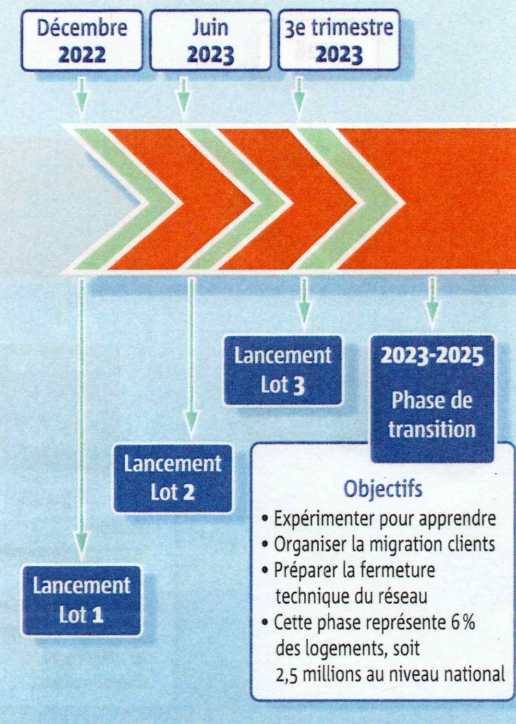 Décembre
2022
Juin
2023
3e trimestre
2023
Lancement
Lot 3
2023-2025
Phase de
transition
Lancement
Lot 2
Objectifs
• Expérimenter pour apprendre
• Organiser la migration clients
• Préparer la fermeture
technique du réseau
• Cette phase représente 6 %
des logements, soit
2,5 millions au niveau national
Lancement
Lot 1